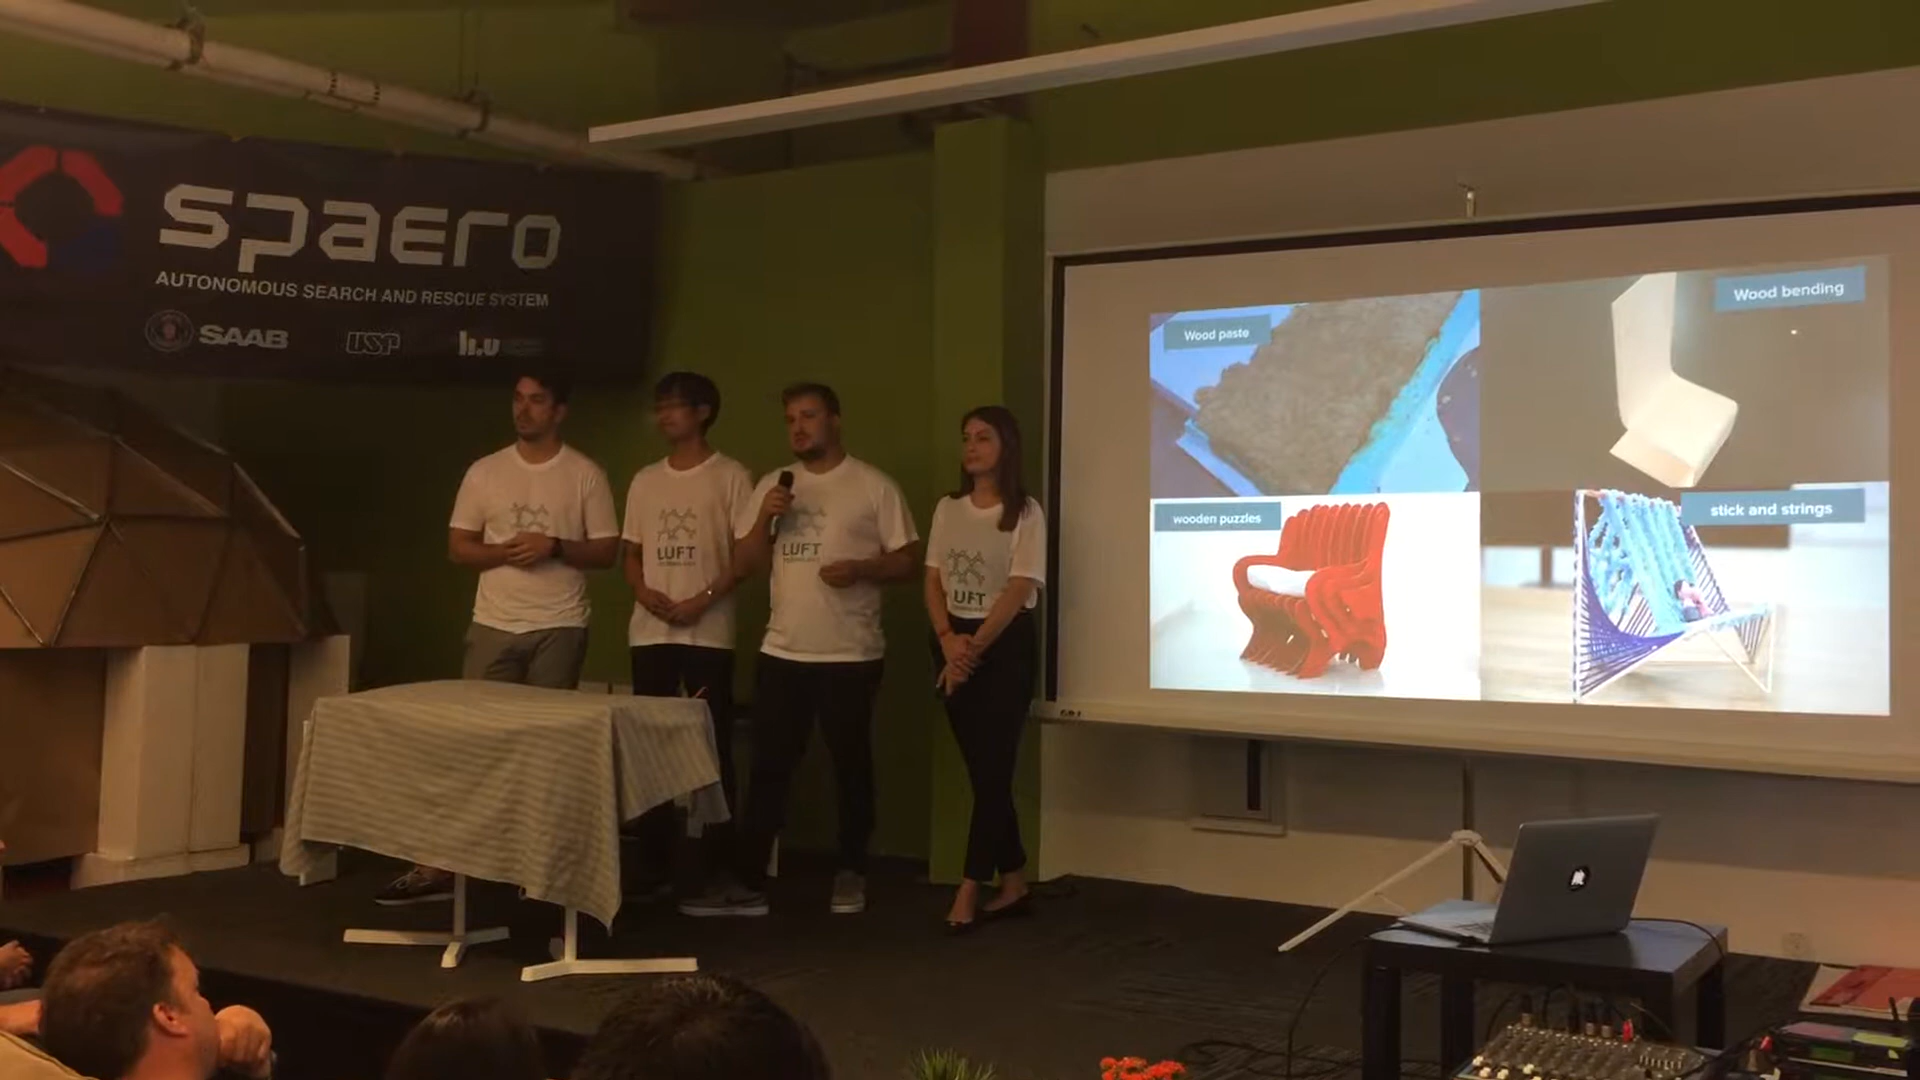 spaero
AUTONOMOUS SEARCH AND RESCUE SYSTEM
SAAB
USP
LUFT
LUFT
UFT
Wood paste
Wood bending
wooden puzzles
stick and strings